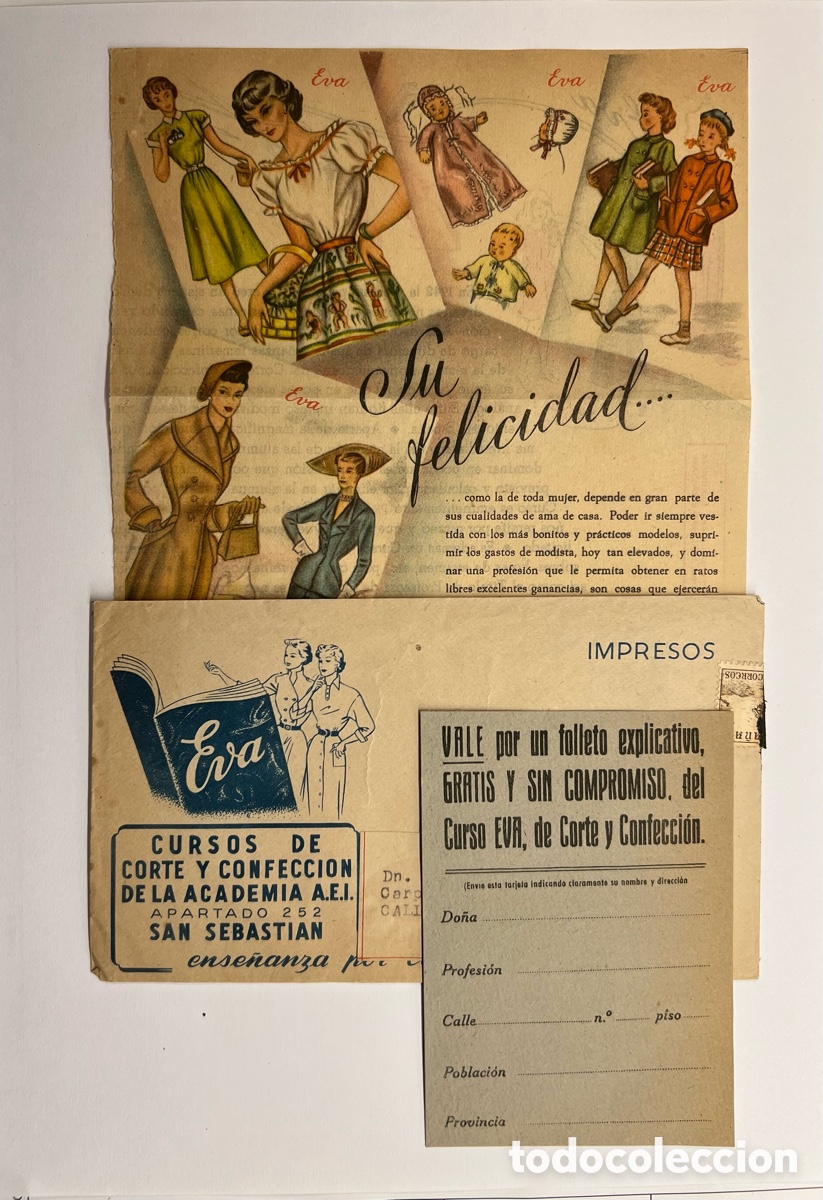 Eva
Eva
Eva
Eva
Su
felicidad....
... como la de toda mujer, depende en gran parte de
sus cualidades de ama de casa. Poder ir siempre ves-
tida con los más bonitos y prácticos modelos, supri-
mir los gastos de modista, hoy tan elevados, y domi-
nar una profesión que le permita obtener en ratos
libres excelentes ganancias, son cosas que ejercerán
IMPRESOS
CORREOS
Eva
CURSOS DE
CORTE Y CONFECCION
DE LA ACADEMIA A.E.I.
APARTADO 252
SAN SEBASTIAN
enseñanza
Dn.
VALE por un folleto explicativo,
GRATIS Y SIN COMPROMISO, del
Curso EVA, de Corte y Confección.
(Envie esta tarjeta indicando claramente su nombre y dirección
Doña
Profesión
Calle n.º piso
Población
Provincia
todocoleccion